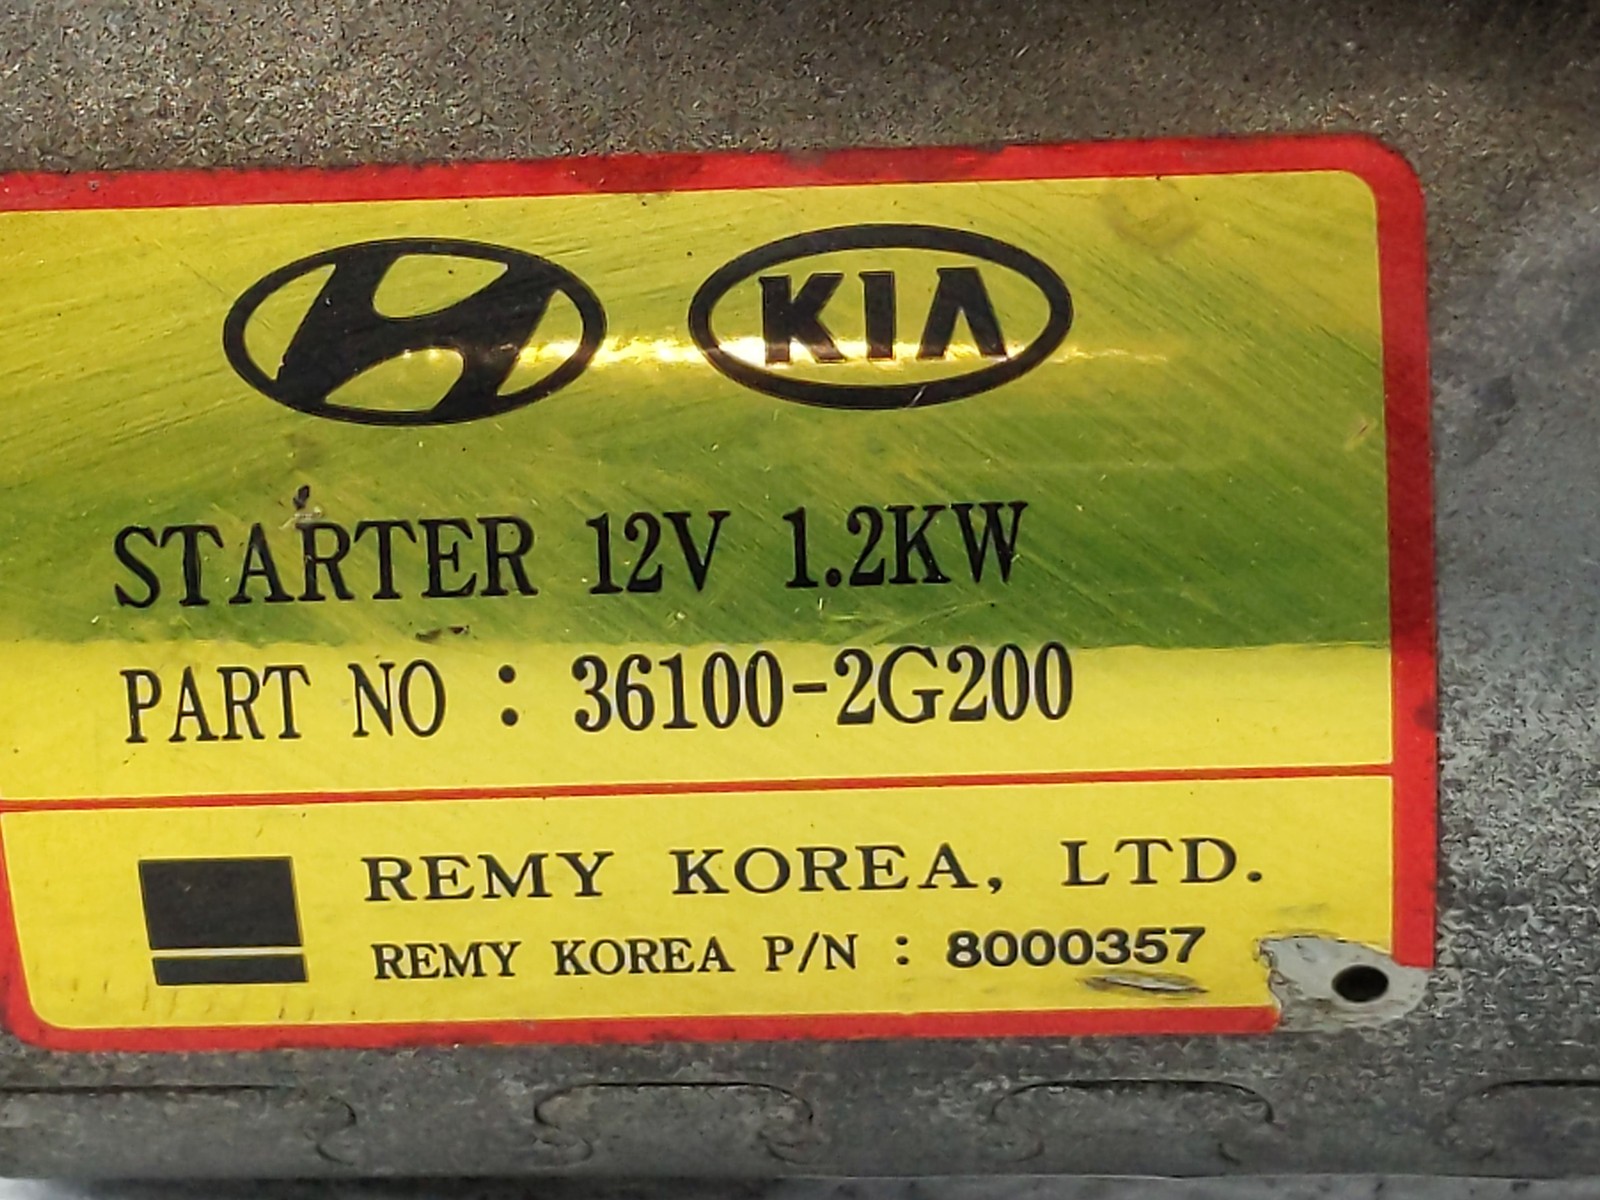 KIA
STARTER 12V 1.2KW
PART NO : 36100-2G200
REMY KOREA, LTD.
REMY KOREA P/N : 8000357